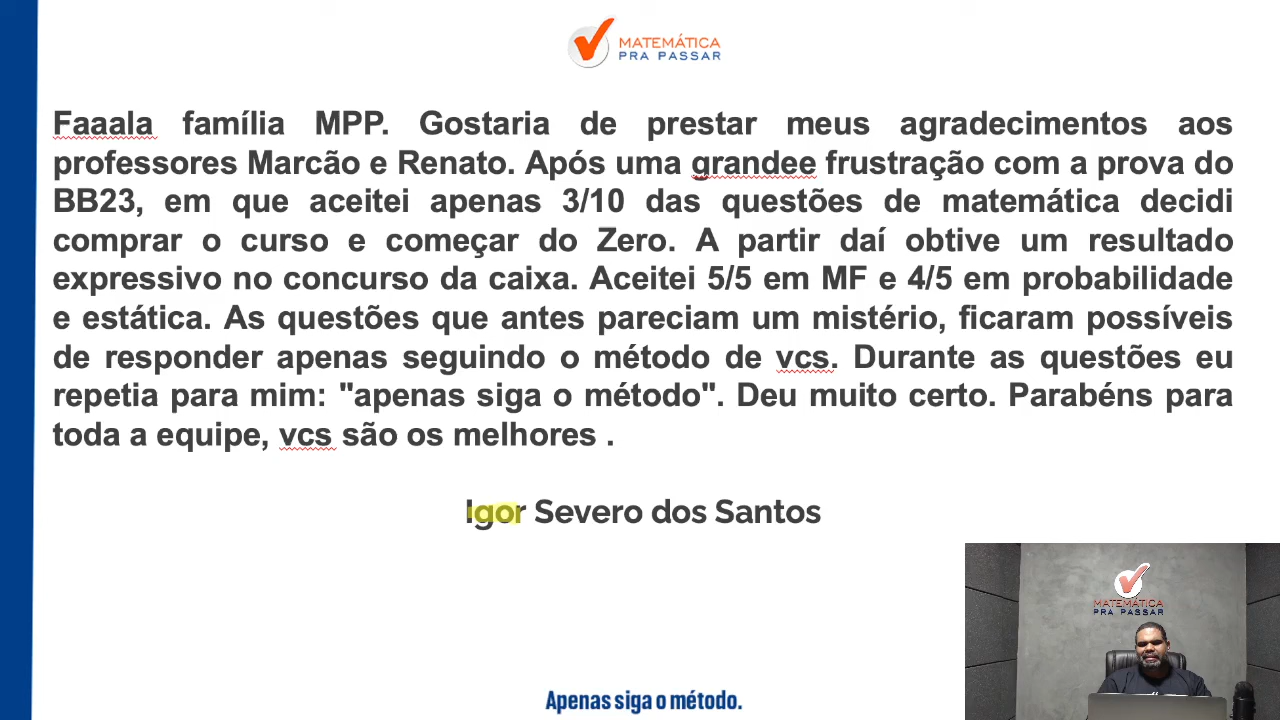 MATEMÁTICA
PRA PASSAR
Faaala família MPP. Gostaria de prestar meus agradecimentos aos
professores Marcão e Renato. Após uma grandee frustração com a prova do
BB23, em que aceitei apenas 3/10 das questões de matemática decidi
comprar o curso e começar do Zero. A partir daí obtive um resultado
expressivo no concurso da caixa. Aceitei 5/5 em MF e 4/5 em probabilidade
e estática. As questões que antes pareciam um mistério, ficaram possíveis
de responder apenas seguindo o método de vcs. Durante as questões eu
repetia para mim: "apenas siga o método". Deu muito certo. Parabéns para
toda a equipe, vcs são os melhores .
Igor Severo dos Santos
MATEMÁTICA
PRA PASSAR
Apenas siga o método.